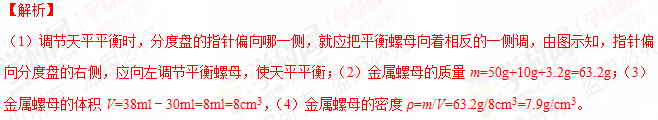 【解析】
（1）调节天平平衡时，分度盘的指针偏向哪一侧，就应把平衡螺母向着相反的一侧调，由图示知，指针偏
向分度盘的右侧，应向左调节平衡螺母，使天平平衡；（2）金属螺母的质量 m=50g+10g+3.2g=63.2g；（3）
金属螺母的体积 V=38ml﹣30ml=8ml=8cm³，（4）金属螺母的密度 ρ=m/V=63.2g/8cm³=7.9g/cm³。